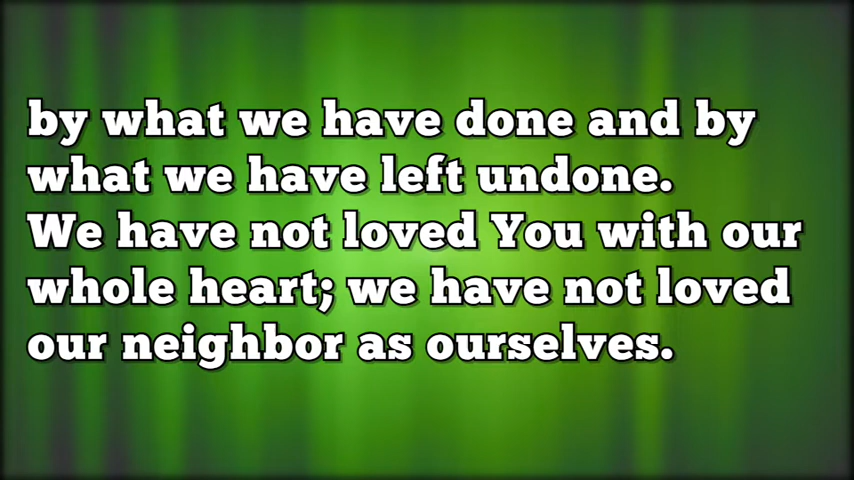 by what we have done and by
what we have left undone.
We have not loved You with our
whole heart; we have not loved
our neighbor as ourselves.